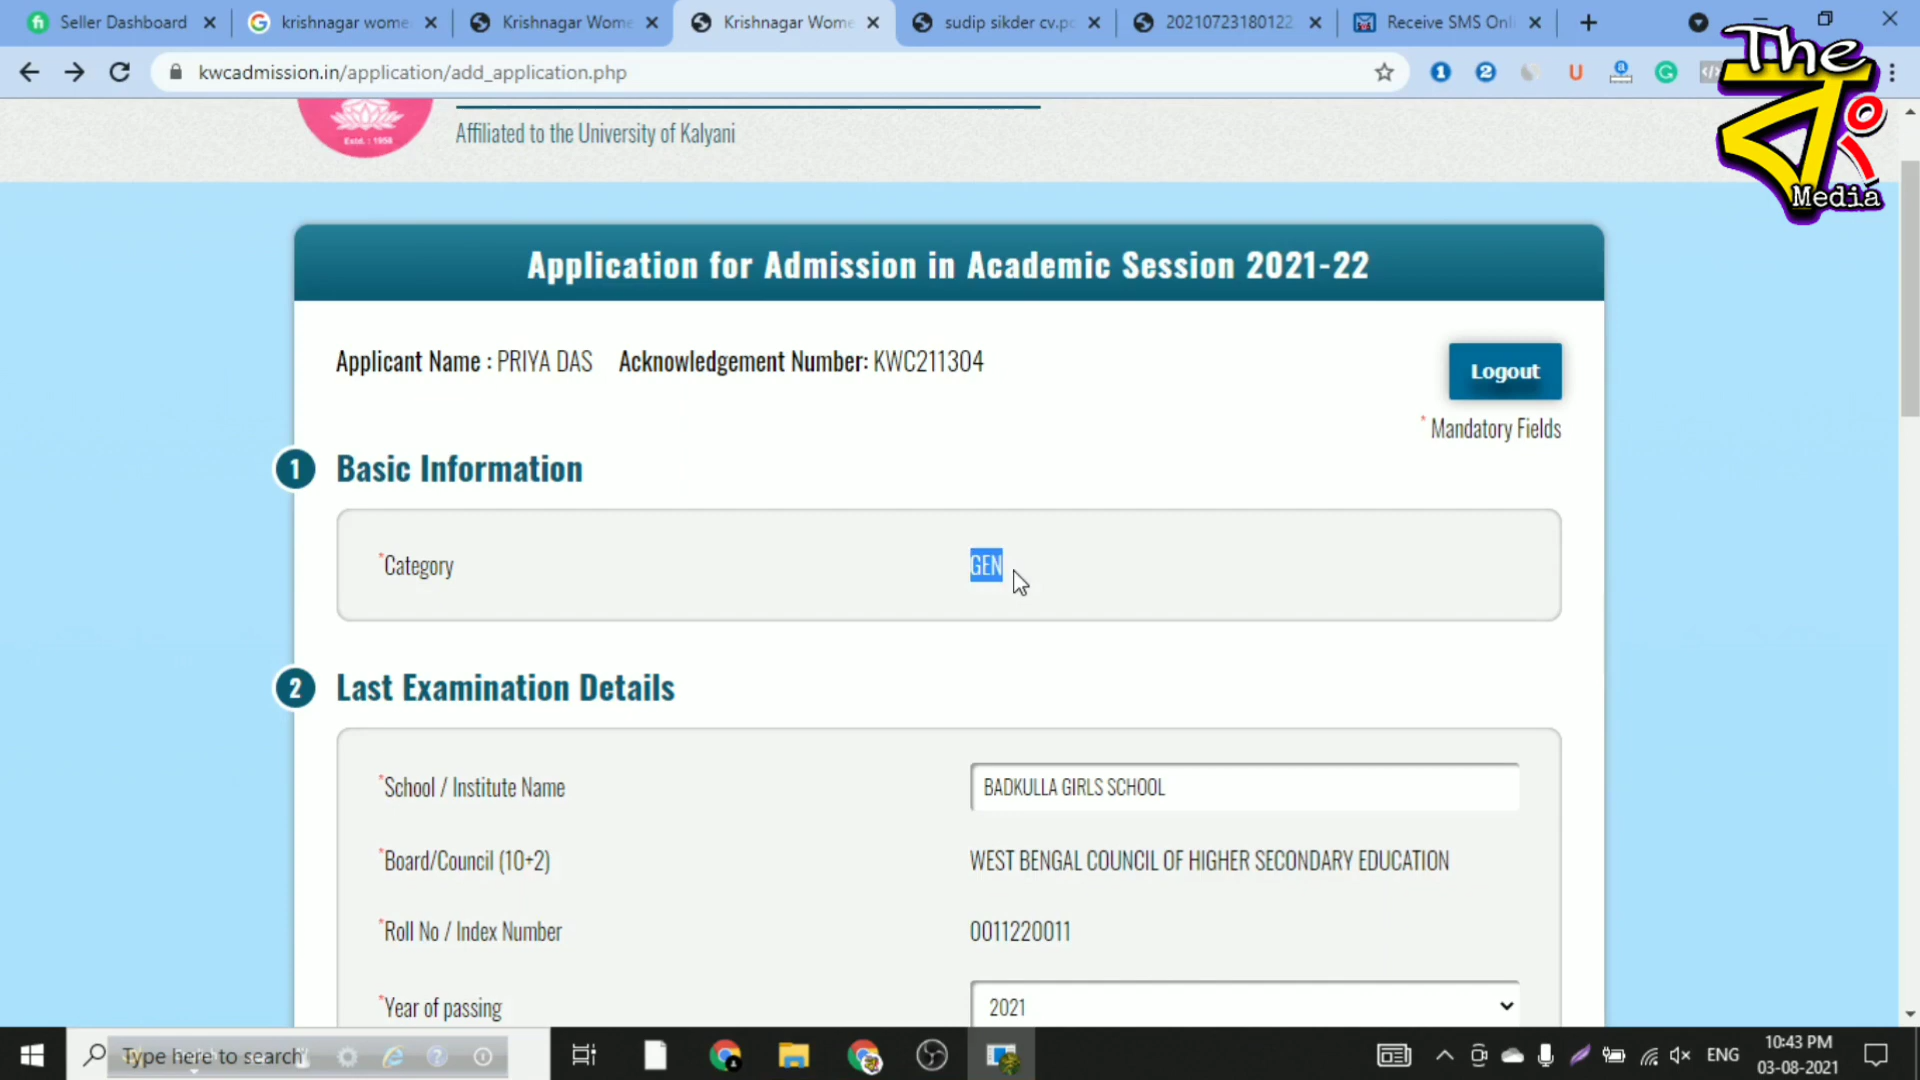 Seller Dashboard
krishnagar wome
Krishnagar Wome
Krishnagar Wome
sudip sikder cv.p
20210723180122
Receive SMS Onl
kwcadmission.in/application/add_application.php
The
Media
Estd. : 1958
Affiliated to the University of Kalyani
Application for Admission in Academic Session 2021-22
Applicant Name : PRIYA DAS Acknowledgement Number: KWC211304
Logout
* Mandatory Fields
1 Basic Information
*Category GEN
2 Last Examination Details
*School / Institute Name BADKULLA GIRLS SCHOOL
*Board/Council (10+2) WEST BENGAL COUNCIL OF HIGHER SECONDARY EDUCATION
*Roll No / Index Number 0011220011
*Year of passing 2021
Type here to search
ENG
10:43 PM
03-08-2021